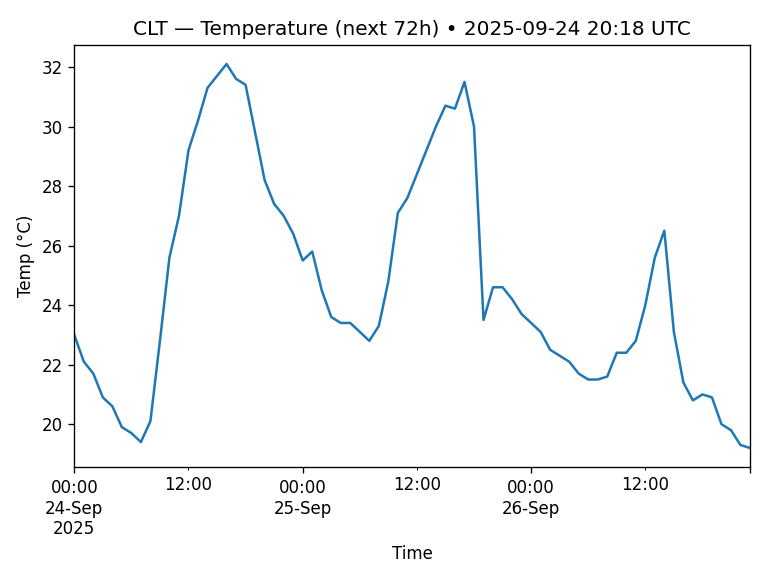 CLT — Temperature (next 72h) • 2025-09-24 20:18 UTC
Temp (°C)
32
30
28
26
24
22
20
00:00 12:00 00:00 12:00 00:00 12:00
24-Sep 25-Sep 26-Sep
2025
Time